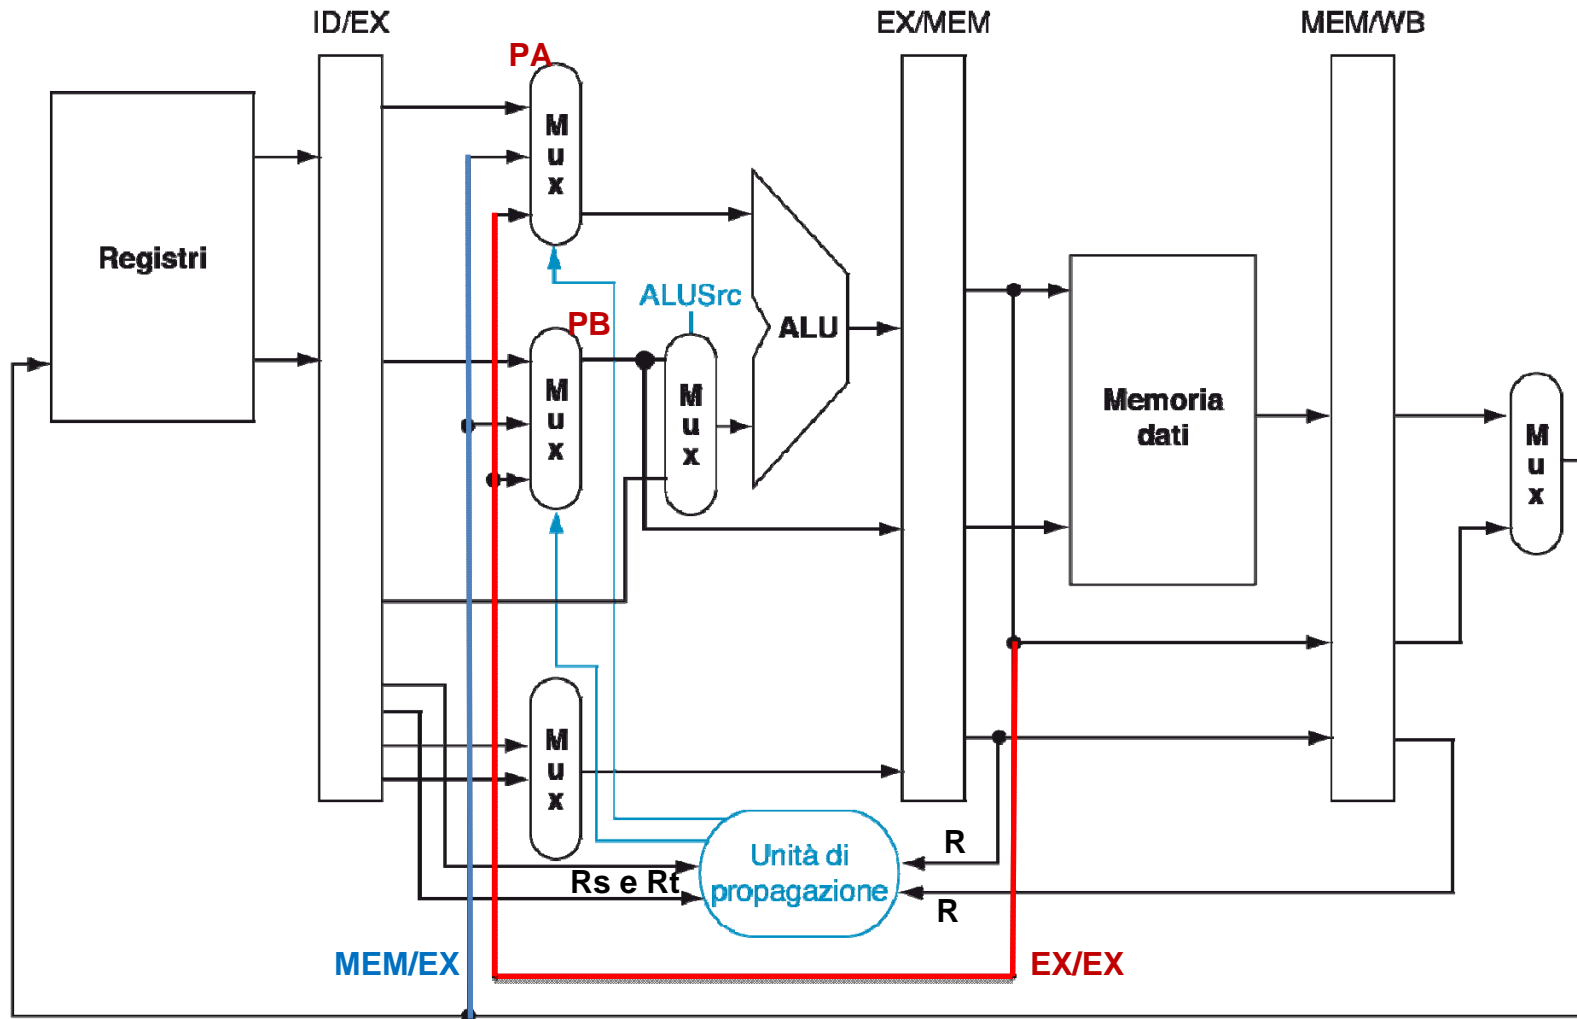 ID/EX
EX/MEM
MEM/WB
PA
Mux
Registri
ALUSrc
PB
ALU
Mux
Mux
Memoria
dati
Mux
Mux
Unità di
propagazione
R
Rs e Rt
R
MEM/EX
EX/EX